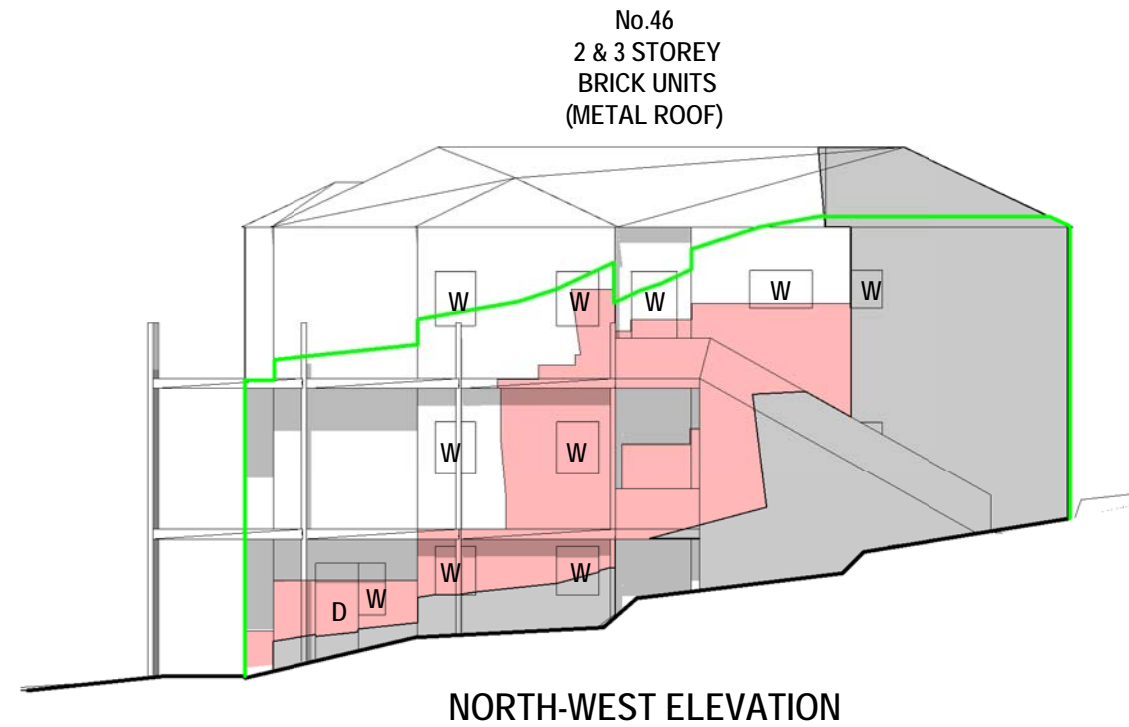 No.46
2 & 3 STOREY
BRICK UNITS
(METAL ROOF)
W W W W W
W W
W W
D W
NORTH-WEST ELEVATION